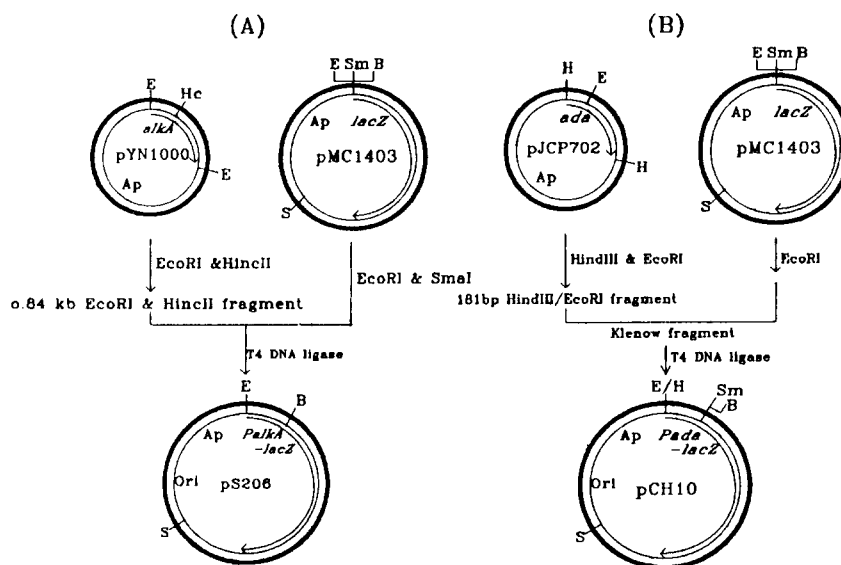 (A)
(B)
E
Hc
alkA
pYN1000
E
Ap
E Sm B
Ap lacZ
pMC1403
S
H
E
ada
pJCP702
H
Ap
E Sm B
Ap lacZ
pMC1403
S
EcoRI &HincII
EcoRI & SmaI
o.84 kb EcoRI & HincII fragment
HindIII & EcoRI
EcoRI
181bp HindIII/EcoRI fragment
Klenow fragment
T4 DNA ligase
T4 DNA ligase
E
B
Ap PalkA
-lacZ
Ori pS206
S
E/H
Sm
B
Ap Pada
-lacZ
Ori pCH10
S